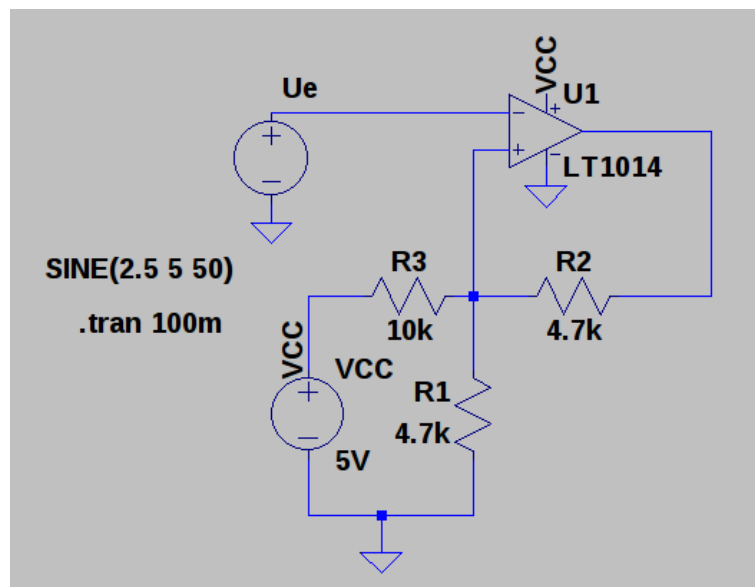 VCC
Ue
U1
LT1014
SINE(2.5 5 50)
.tran 100m
R3
10k
R2
4.7k
VCC
VCC
5V
R1
4.7k